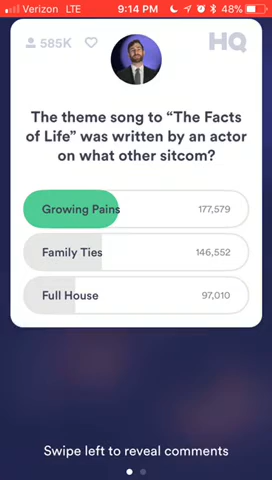 Verizon LTE 9:14 PM 48%
585K HQ
The theme song to “The Facts
of Life” was written by an actor
on what other sitcom?
Growing Pains 177,579
Family Ties 146,552
Full House 97,010
Swipe left to reveal comments